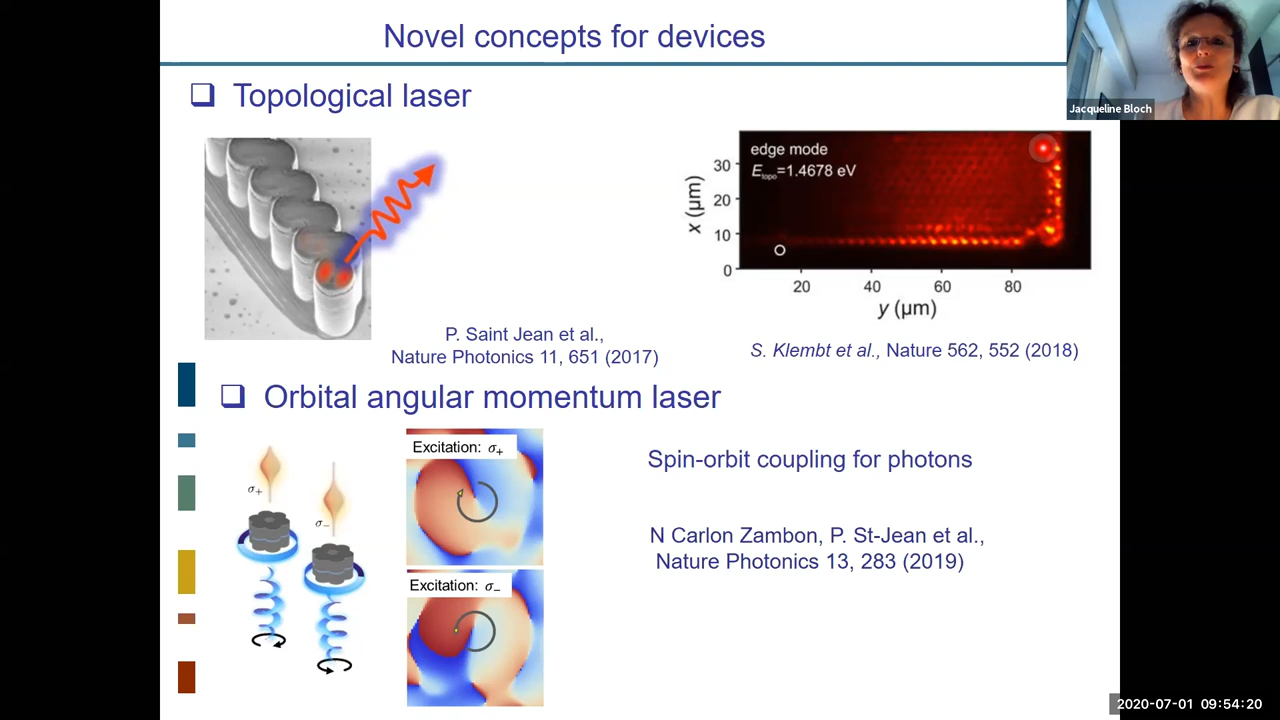 Novel concepts for devices
Jacqueline Bloch
❑ Topological laser
edge mode
E_topo=1.4678 eV
x (μm)
30
20
10
0
20 40 60 80
y (μm)
P. Saint Jean et al.,
Nature Photonics 11, 651 (2017)
S. Klembt et al., Nature 562, 552 (2018)
❑ Orbital angular momentum laser
σ+
σ−
Excitation: σ+
Excitation: σ−
Spin-orbit coupling for photons
N Carlon Zambon, P. St-Jean et al.,
Nature Photonics 13, 283 (2019)
2020-07-01 09:54:20